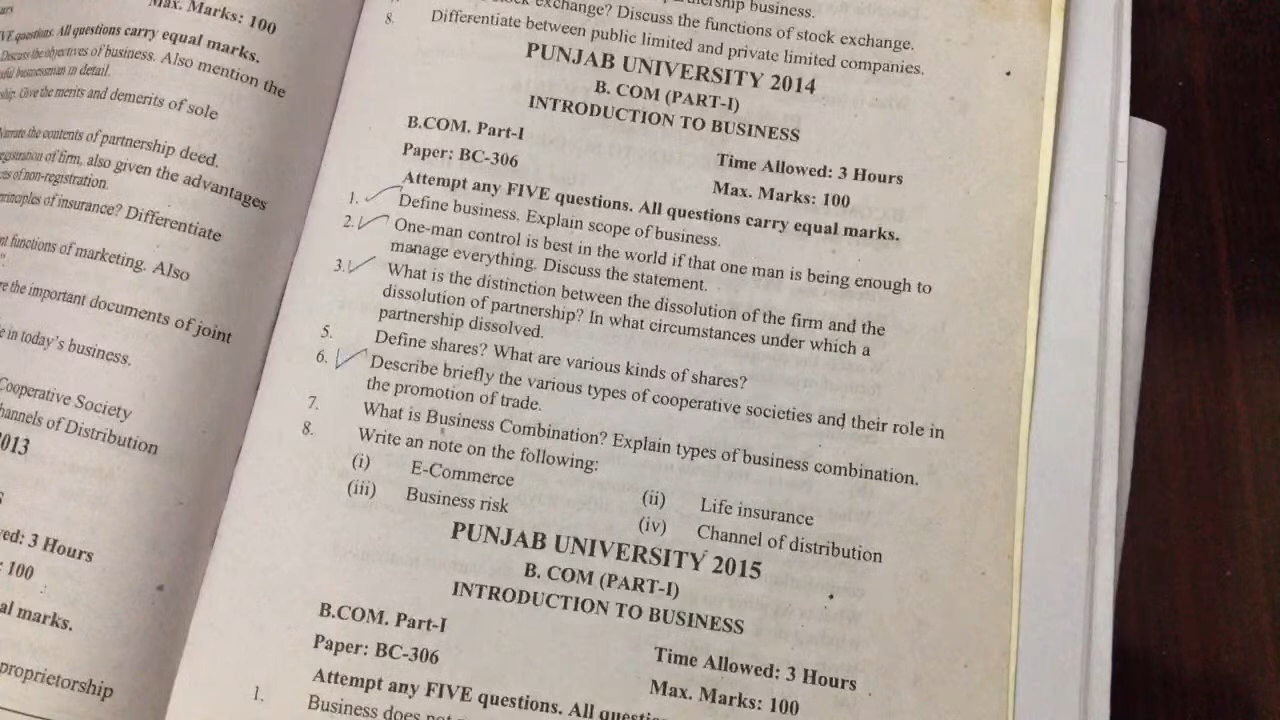 Max. Marks: 100
VE questions. All questions carry equal marks.
Discuss the objectives of business. Also mention the
businessman in detail.
ship. Give the merits and demerits of sole
Narrate the contents of partnership deed.
registration of firm, also given the advantages
of non-registration.
principles of insurance? Differentiate
functions of marketing. Also
the important documents of joint
in today's business.
Cooperative Society
hannels of Distribution
013
ed: 3 Hours
: 100
al marks.
proprietorship
business.
exchange? Discuss the functions of stock exchange.
8. Differentiate between public limited and private limited companies.
PUNJAB UNIVERSITY 2014
B. COM (PART-I)
INTRODUCTION TO BUSINESS
B.COM. Part-I
Time Allowed: 3 Hours
Paper: BC-306
Max. Marks: 100
Attempt any FIVE questions. All questions carry equal marks.
1. Define business. Explain scope of business.
2. One-man control is best in the world if that one man is being enough to
manage everything. Discuss the statement.
3. What is the distinction between the dissolution of the firm and the
dissolution of partnership? In what circumstances under which a
partnership dissolved.
5. Define shares? What are various kinds of shares?
6. Describe briefly the various types of cooperative societies and their role in
the promotion of trade.
7. What is Business Combination? Explain types of business combination.
8. Write an note on the following:
(i) E-Commerce (ii) Life insurance
(iii) Business risk (iv) Channel of distribution
PUNJAB UNIVERSITY 2015
B. COM (PART-I)
INTRODUCTION TO BUSINESS
B.COM. Part-I
Time Allowed: 3 Hours
Paper: BC-306
Max. Marks: 100
Attempt any FIVE questions. All
1. Business does